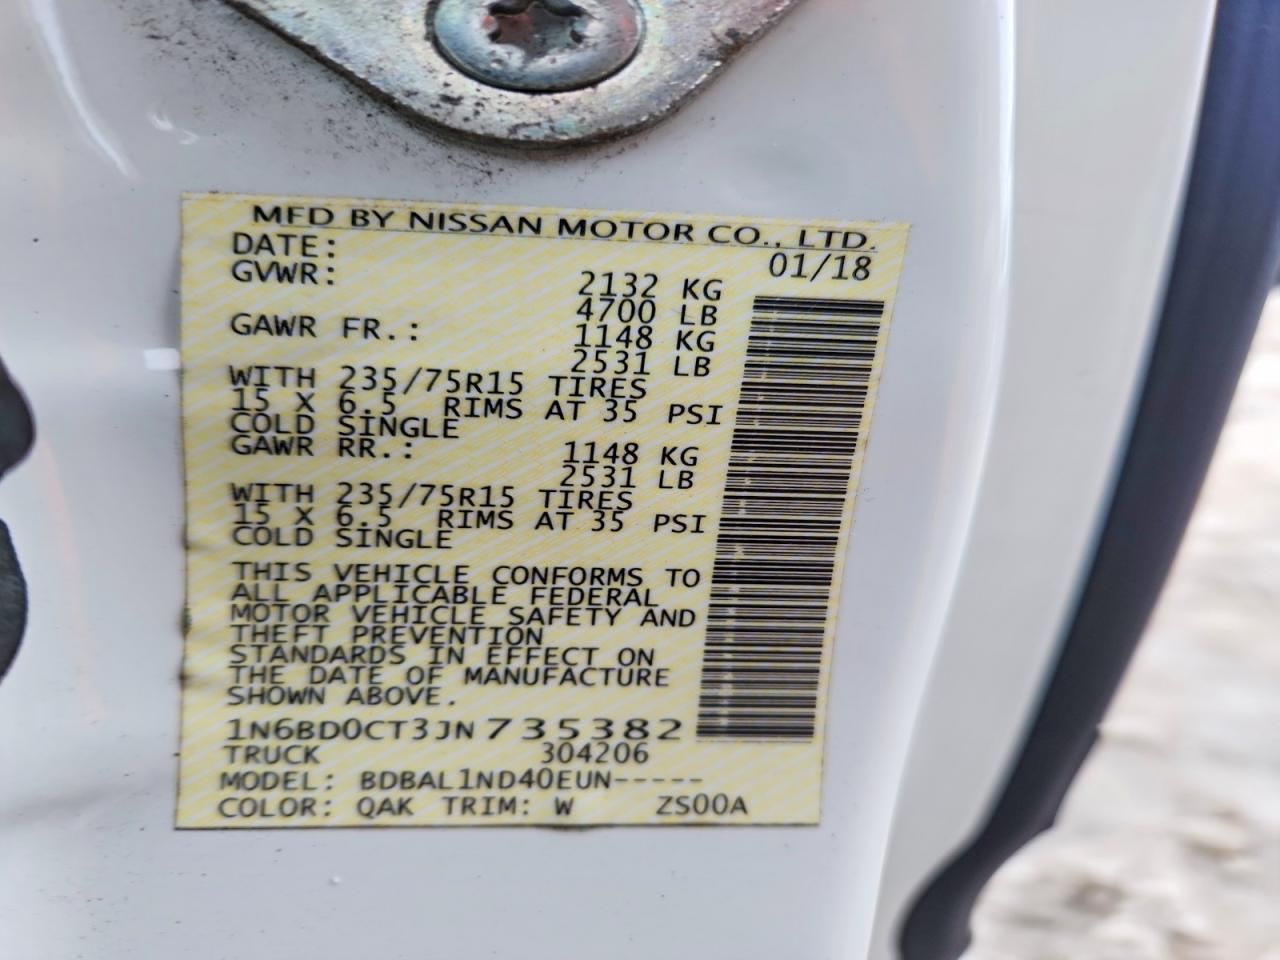 MFD BY NISSAN MOTOR CO., LTD.
DATE: 01/18
GVWR: 2132 KG
4700 LB
GAWR FR.: 1148 KG
2531 LB
WITH 235/75R15 TIRES
15 X 6.5 RIMS AT 35 PSI
COLD SINGLE
GAWR RR.: 1148 KG
2531 LB
WITH 235/75R15 TIRES
15 X 6.5 RIMS AT 35 PSI
COLD SINGLE
THIS VEHICLE CONFORMS TO
ALL APPLICABLE FEDERAL
MOTOR VEHICLE SAFETY AND
THEFT PREVENTION
STANDARDS IN EFFECT ON
THE DATE OF MANUFACTURE
SHOWN ABOVE.
1N6BD0CT3JN735382
TRUCK 304206
MODEL: BDBAL1ND40EUN-----
COLOR: QAK TRIM: W ZS00A